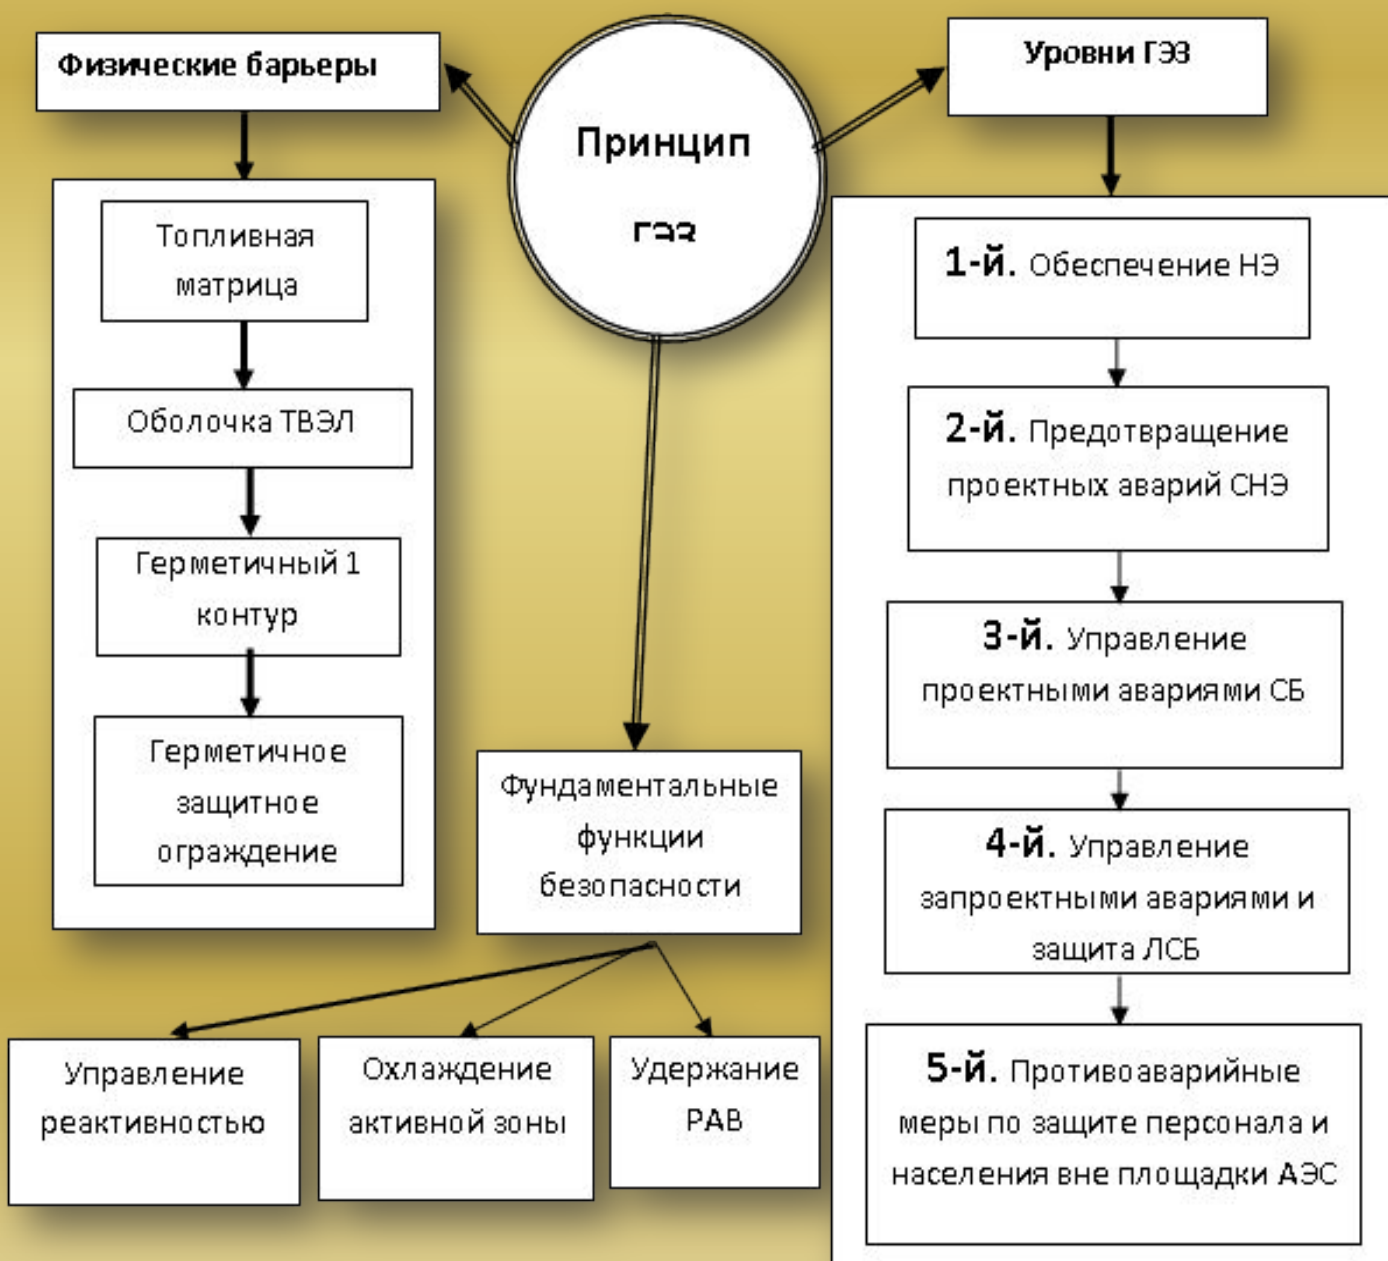 Принцип
ГЭЗ
Физические барьеры
Топливная
матрица
Оболочка ТВЭЛ
Герметичный 1
контур
Герметичное
защитное
ограждение
Фундаментальные
функции
безопасности
Управление
реактивностью
Охлаждение
активной зоны
Удержание
РАВ
Уровни ГЭЗ
1-й. Обеспечение НЭ
2-й. Предотвращение
проектных аварий СНЭ
3-й. Управление
проектными авариями СБ
4-й. Управление
запроектными авариями и
защита ЛСБ
5-й. Противоаварийные
меры по защите персонала и
населения вне площадки АЭС